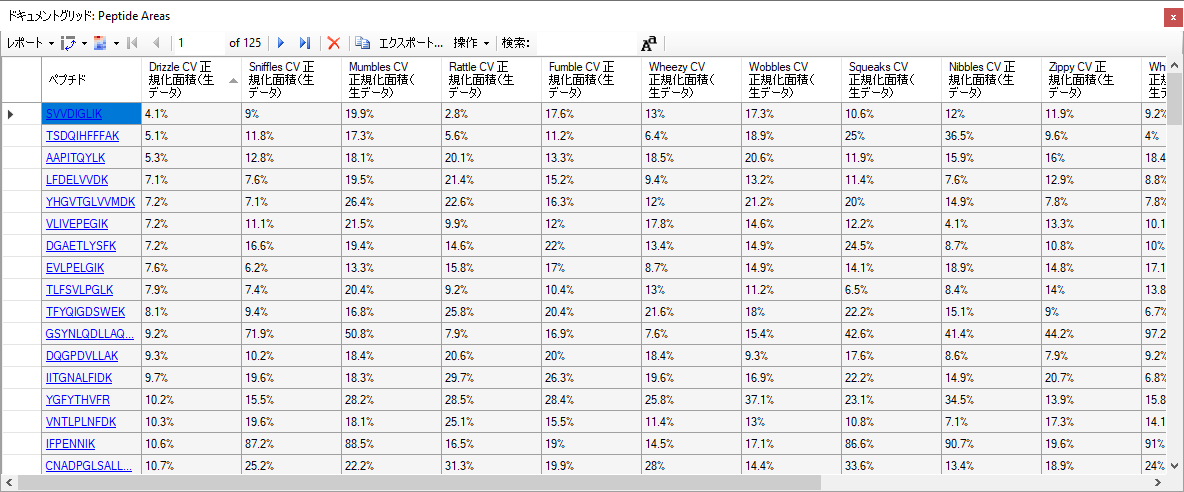 ドキュメントグリッド: Peptide Areas
x
レポート 1 of 125 エクスポート... 操作 検索: Aa
ペプチド Drizzle CV 正規化面積(生データ) Sniffles CV 正規化面積(生データ) Mumbles CV 正規化面積(生データ) Rattle CV 正規化面積(生データ) Fumble CV 正規化面積(生データ) Wheezy CV 正規化面積(生データ) Wobbles CV 正規化面積(生データ) Squeaks CV 正規化面積(生データ) Nibbles CV 正規化面積(生データ) Zippy CV 正規化面積(生データ) Wh 正規 生デ
SVVDIGLIK 4.1% 9% 19.9% 2.8% 17.6% 13% 17.3% 10.6% 12% 11.9% 9.2%
TSDQIHFFFAK 5.1% 11.8% 17.3% 5.6% 11.2% 6.4% 18.9% 25% 36.5% 9.6% 4%
AAPITQYLK 5.3% 12.8% 18.1% 20.1% 13.3% 18.5% 20.6% 11.9% 15.9% 16% 18.4
LFDELVVDK 7.1% 7.6% 19.5% 21.4% 15.2% 9.4% 13.2% 11.4% 7.6% 12.9% 8.8%
YHGVTGLVVMDK 7.2% 7.1% 26.4% 22.6% 16.3% 12% 21.2% 20% 14.9% 7.8% 7.8%
VLIVEPEGIK 7.2% 11.1% 21.5% 9.9% 12% 17.8% 14.6% 12.2% 4.1% 13.3% 10.1
DGAETLYSFK 7.2% 16.6% 19.4% 14.6% 22% 13.4% 14.9% 24.5% 8.7% 10.8% 10%
EVLPELGIK 7.6% 6.2% 13.3% 15.8% 17% 8.7% 14.9% 14.1% 18.9% 14.8% 17.1
TLFSVLPGLK 7.9% 7.4% 20.4% 9.2% 10.4% 13% 11.2% 6.5% 8.4% 14% 13.8
TFYQIGDSWEK 8.1% 9.4% 16.8% 25.8% 20.4% 21.6% 18% 22.2% 15.1% 9% 6.7%
GSYNLQDLLAQ... 9.2% 71.9% 50.8% 7.9% 16.9% 7.6% 15.4% 42.6% 41.4% 44.2% 97.2
DQGPDVLLAK 9.3% 10.2% 18.4% 20.6% 20% 18.4% 9.3% 17.6% 8.6% 7.9% 9.2%
IITGNALFIDK 9.7% 19.6% 18.3% 29.7% 26.3% 19.6% 16.9% 22.2% 14.9% 20.7% 6.8%
YGFYTHVFR 10.2% 15.5% 28.2% 28.5% 28.4% 25.8% 37.1% 23.1% 34.5% 13.9% 15.8
VNTLPLNFDK 10.3% 19.6% 18.1% 25.1% 15.5% 11.4% 13% 10.8% 7.1% 17.3% 14.1
IFPENNIK 10.6% 87.2% 88.5% 16.5% 19% 14.5% 17.1% 86.6% 90.7% 19.6% 91%
CNADPGLSALL... 10.7% 25.2% 22.2% 31.3% 19.9% 28% 14.4% 33.6% 13.4% 18.9% 24%